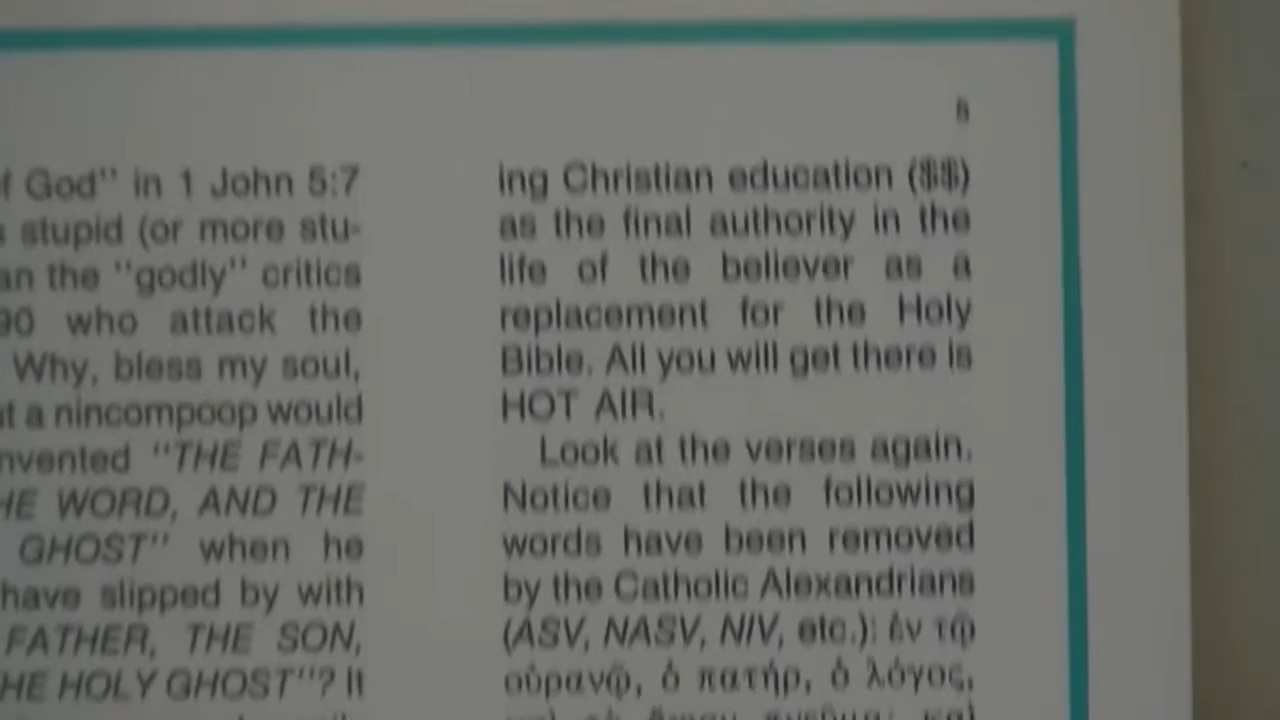 5
f God" in 1 John 5:7
s stupid (or more stu-
an the "godly" critics
90 who attack the
Why, bless my soul,
t a nincompoop would
nvented "THE FATH-
HE WORD, AND THE
GHOST" when he
have slipped by with
FATHER, THE SON,
HE HOLY GHOST"? It
ing Christian education ($$)
as the final authority in the
life of the believer as a
replacement for the Holy
Bible. All you will get there is
HOT AIR.
Look at the verses again.
Notice that the following
words have been removed
by the Catholic Alexandrians
(ASV, NASV, NIV, etc.): ἐν τῷ
οὐρανῷ, ὁ πατήρ, ὁ λόγος,